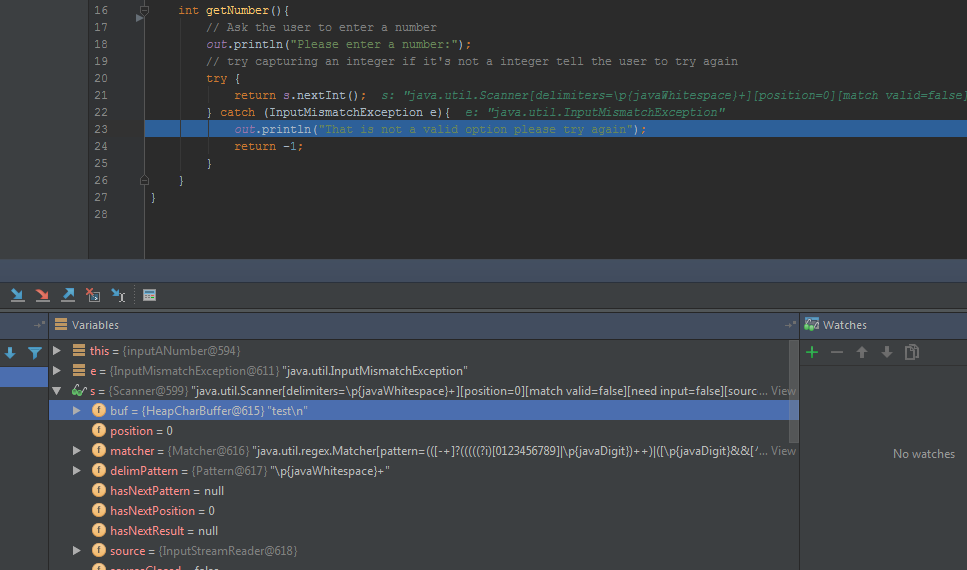 16 int getNumber(){
17 // Ask the user to enter a number
18 out.println("Please enter a number:");
19 // try capturing an integer if it's not a integer tell the user to try again
20 try {
21 return s.nextInt(); s: "java.util.Scanner[delimiters=\p{javaWhitespace}+][position=0][match valid=false]
22 } catch (InputMismatchException e){ e: "java.util.InputMismatchException"
23 out.println("That is not a valid option please try again");
24 return -1;
25 }
26 }
27 }
28
Variables
Watches
this = {inputANumber@594}
e = {InputMismatchException@611} "java.util.InputMismatchException"
s = {Scanner@599} "java.util.Scanner[delimiters=\p{javaWhitespace}+][position=0][match valid=false][need input=false][sourc ... View
f buf = {HeapCharBuffer@615} "test\n"
f position = 0
f matcher = {Matcher@616} "java.util.regex.Matcher[pattern=(([-+]?(((((?i)[0123456789]|\p{javaDigit})++)|([\p{javaDigit}&&[^... View
No watches
f delimPattern = {Pattern@617} "\p{javaWhitespace}+"
f hasNextPattern = null
f hasNextPosition = 0
f hasNextResult = null
f source = {InputStreamReader@618}